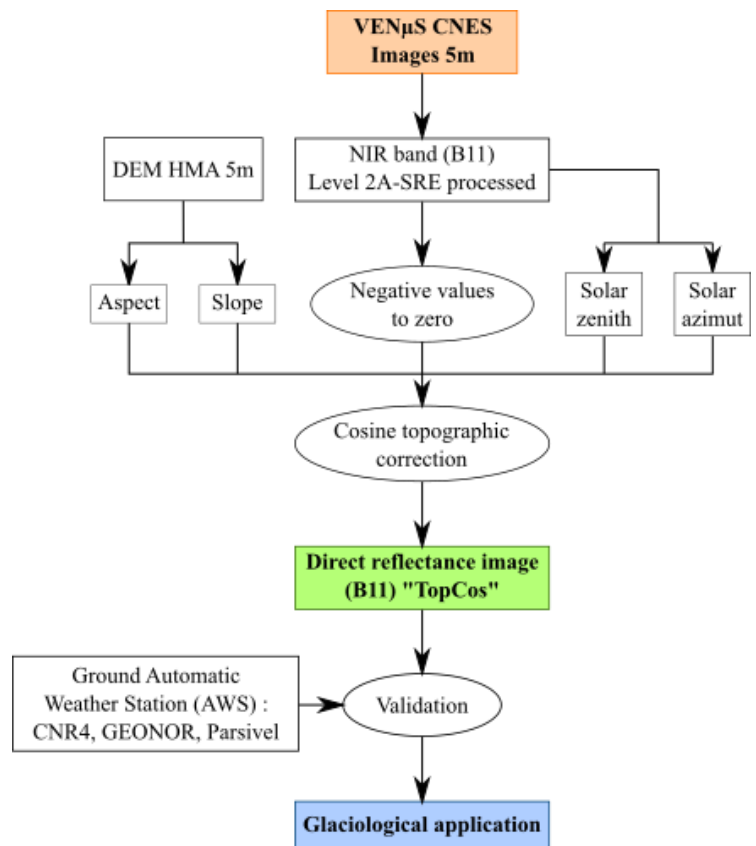 VENµS CNES
Images 5m
DEM HMA 5m
NIR band (B11)
Level 2A-SRE processed
Aspect
Slope
Negative values
to zero
Solar
zenith
Solar
azimut
Cosine topographic
correction
Direct reflectance image
(B11) "TopCos"
Ground Automatic
Weather Station (AWS) :
CNR4, GEONOR, Parsivel
Validation
Glaciological application